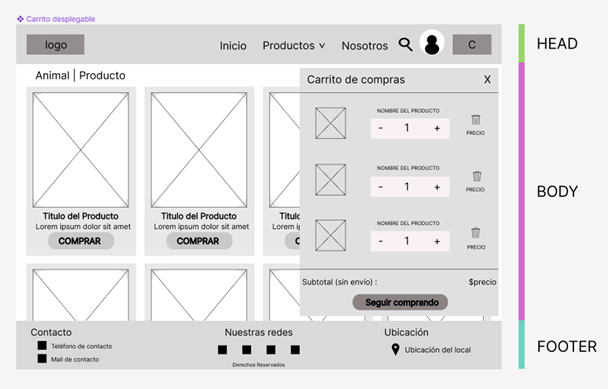 Carrito desplegable
logo
Inicio
Productos v
Nosotros
C
HEAD
Animal | Producto
Carrito de compras X
NOMBRE DEL PRODUCTO
- 1 +
PRECIO
NOMBRE DEL PRODUCTO
- 1 +
PRECIO
NOMBRE DEL PRODUCTO
- 1 +
PRECIO
Subtotal (sin envío) : $precio
Seguir comprando
Titulo del Producto
Lorem ipsum dolor sit amet
COMPRAR
Titulo del Producto
Lorem ipsum dolor sit amet
COMPRAR
Titulo
Lorem ip
C
BODY
Contacto
Teléfono de contacto
Mail de contacto
Nuestras redes
Derechos Reservados
Ubicación
Ubicación del local
FOOTER